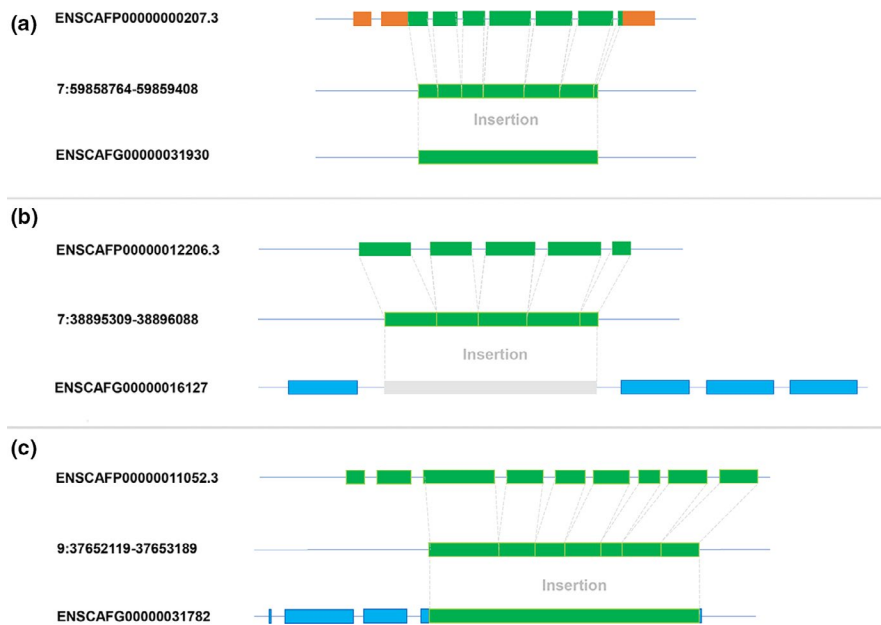 (a)
ENSCAFP00000000207.3
7:59858764-59859408
Insertion
ENSCAFG00000031930
(b)
ENSCAFP00000012206.3
7:38895309-38896088
Insertion
ENSCAFG00000016127
(c)
ENSCAFP00000011052.3
9:37652119-37653189
Insertion
ENSCAFG00000031782